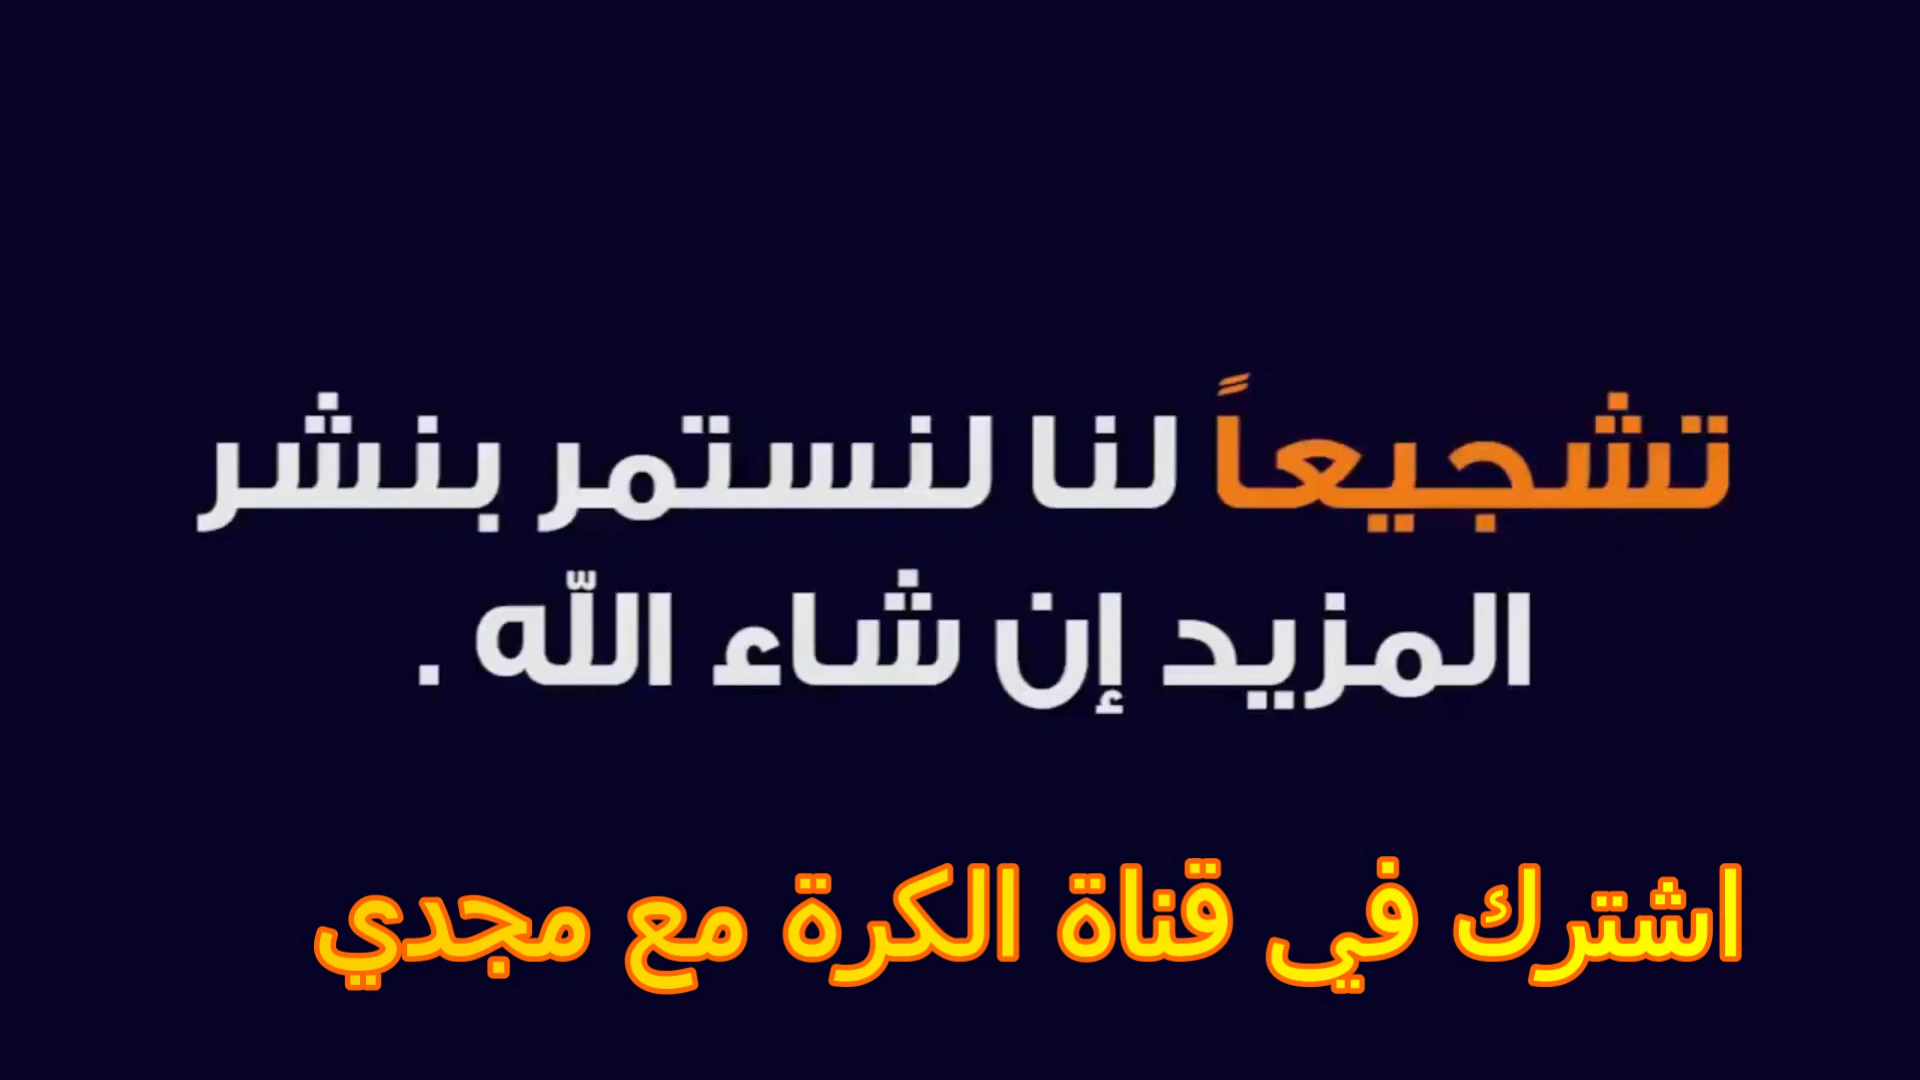 تشجيعاً لنا لنستمر بنشر
المزيد إن شاء اللّه .
اشترك في قناة الكرة مع مجدي